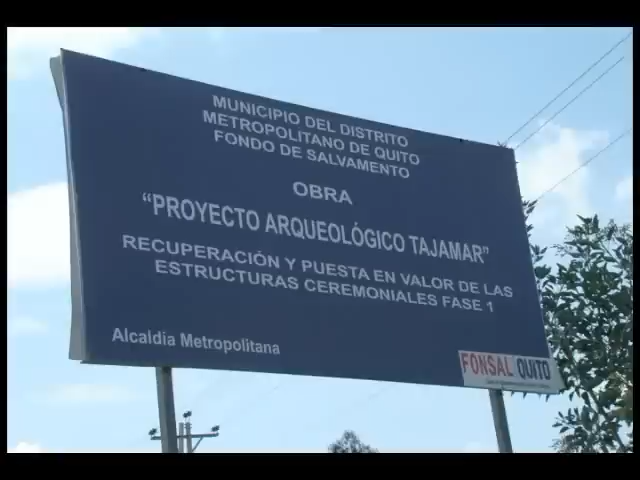 MUNICIPIO DEL DISTRITO
METROPOLITANO DE QUITO
FONDO DE SALVAMENTO
OBRA
“PROYECTO ARQUEOLÓGICO TAJAMAR”
RECUPERACIÓN Y PUESTA EN VALOR DE LAS
ESTRUCTURAS CEREMONIALES FASE 1
Alcaldia Metropolitana
FONSAL QUITO